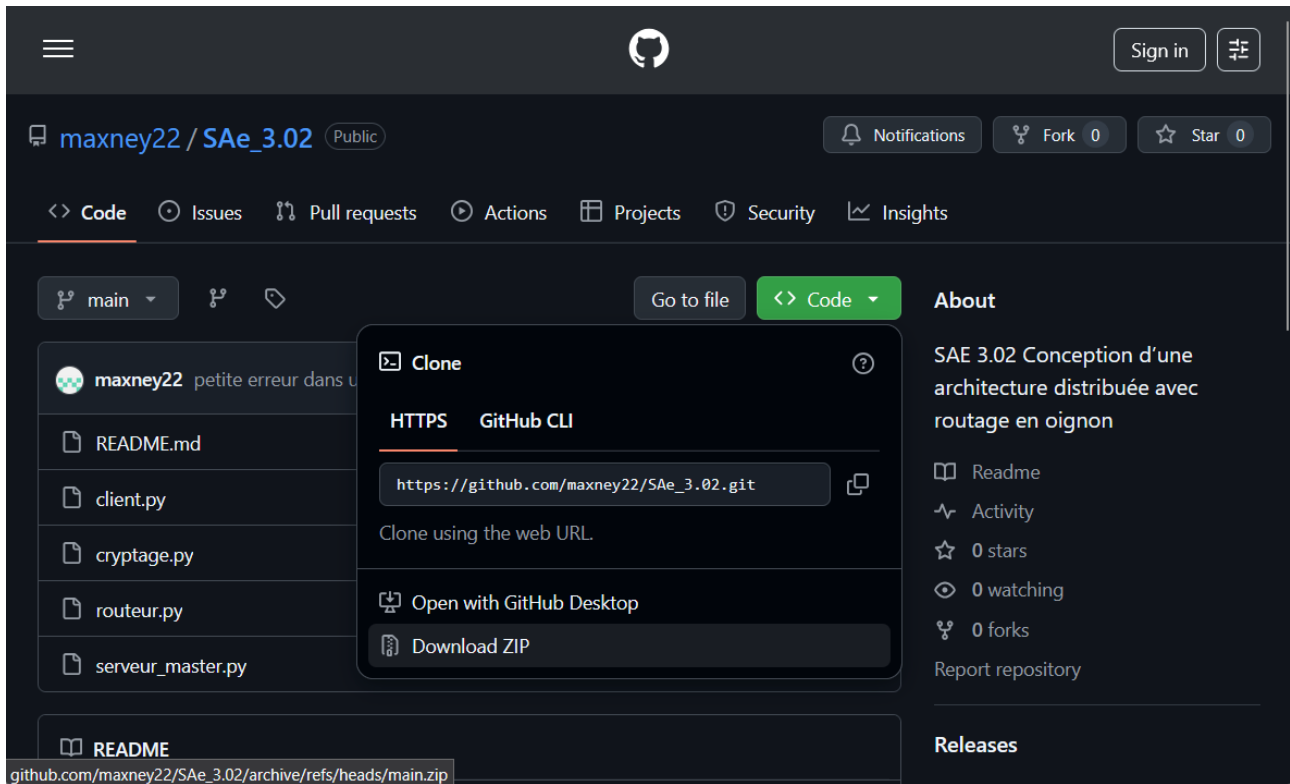 Sign in
maxney22 / SAe_3.02 Public
Notifications
Fork 0
Star 0
Code
Issues
Pull requests
Actions
Projects
Security
Insights
main
Go to file
Code
maxney22 petite erreur dans u
README.md
client.py
cryptage.py
routeur.py
serveur_master.py
README
Clone
HTTPS
GitHub CLI
https://github.com/maxney22/SAe_3.02.git
Clone using the web URL.
Open with GitHub Desktop
Download ZIP
About
SAE 3.02 Conception d’une
architecture distribuée avec
routage en oignon
Readme
Activity
0 stars
0 watching
0 forks
Report repository
Releases
github.com/maxney22/SAe_3.02/archive/refs/heads/main.zip